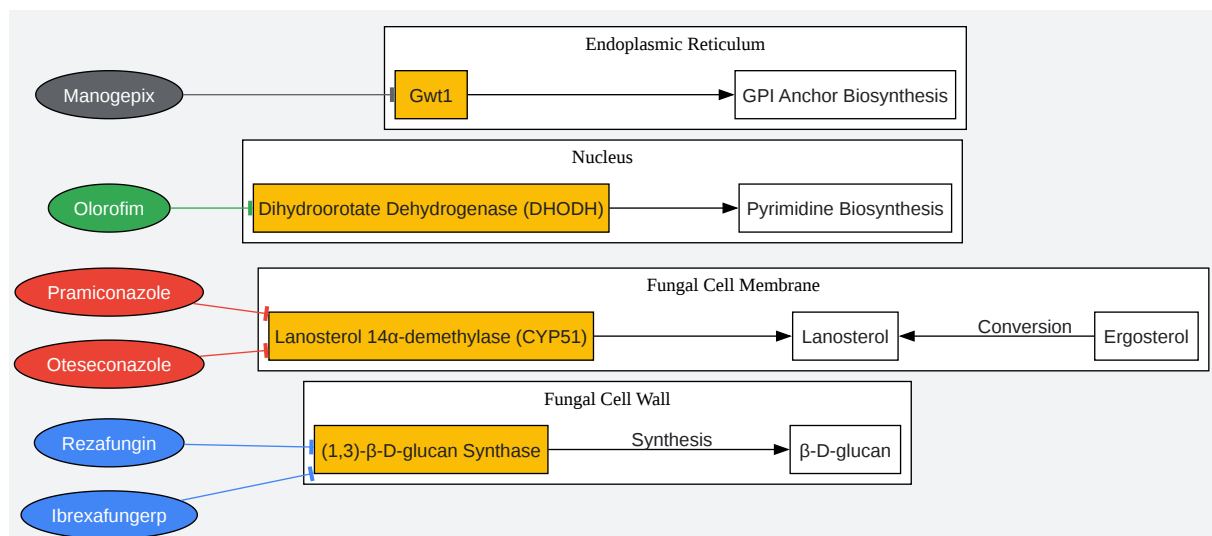 Endoplasmic Reticulum
Manogepix
Gwt1
GPI Anchor Biosynthesis
Nucleus
Olorofim
Dihydroorotate Dehydrogenase (DHODH)
Pyrimidine Biosynthesis
Fungal Cell Membrane
Pramiconazole
Oteseconazole
Lanosterol 14α-demethylase (CYP51)
Lanosterol
Conversion
Ergosterol
Fungal Cell Wall
Rezafungin
Ibrexafungerp
(1,3)-β-D-glucan Synthase
Synthesis
β-D-glucan